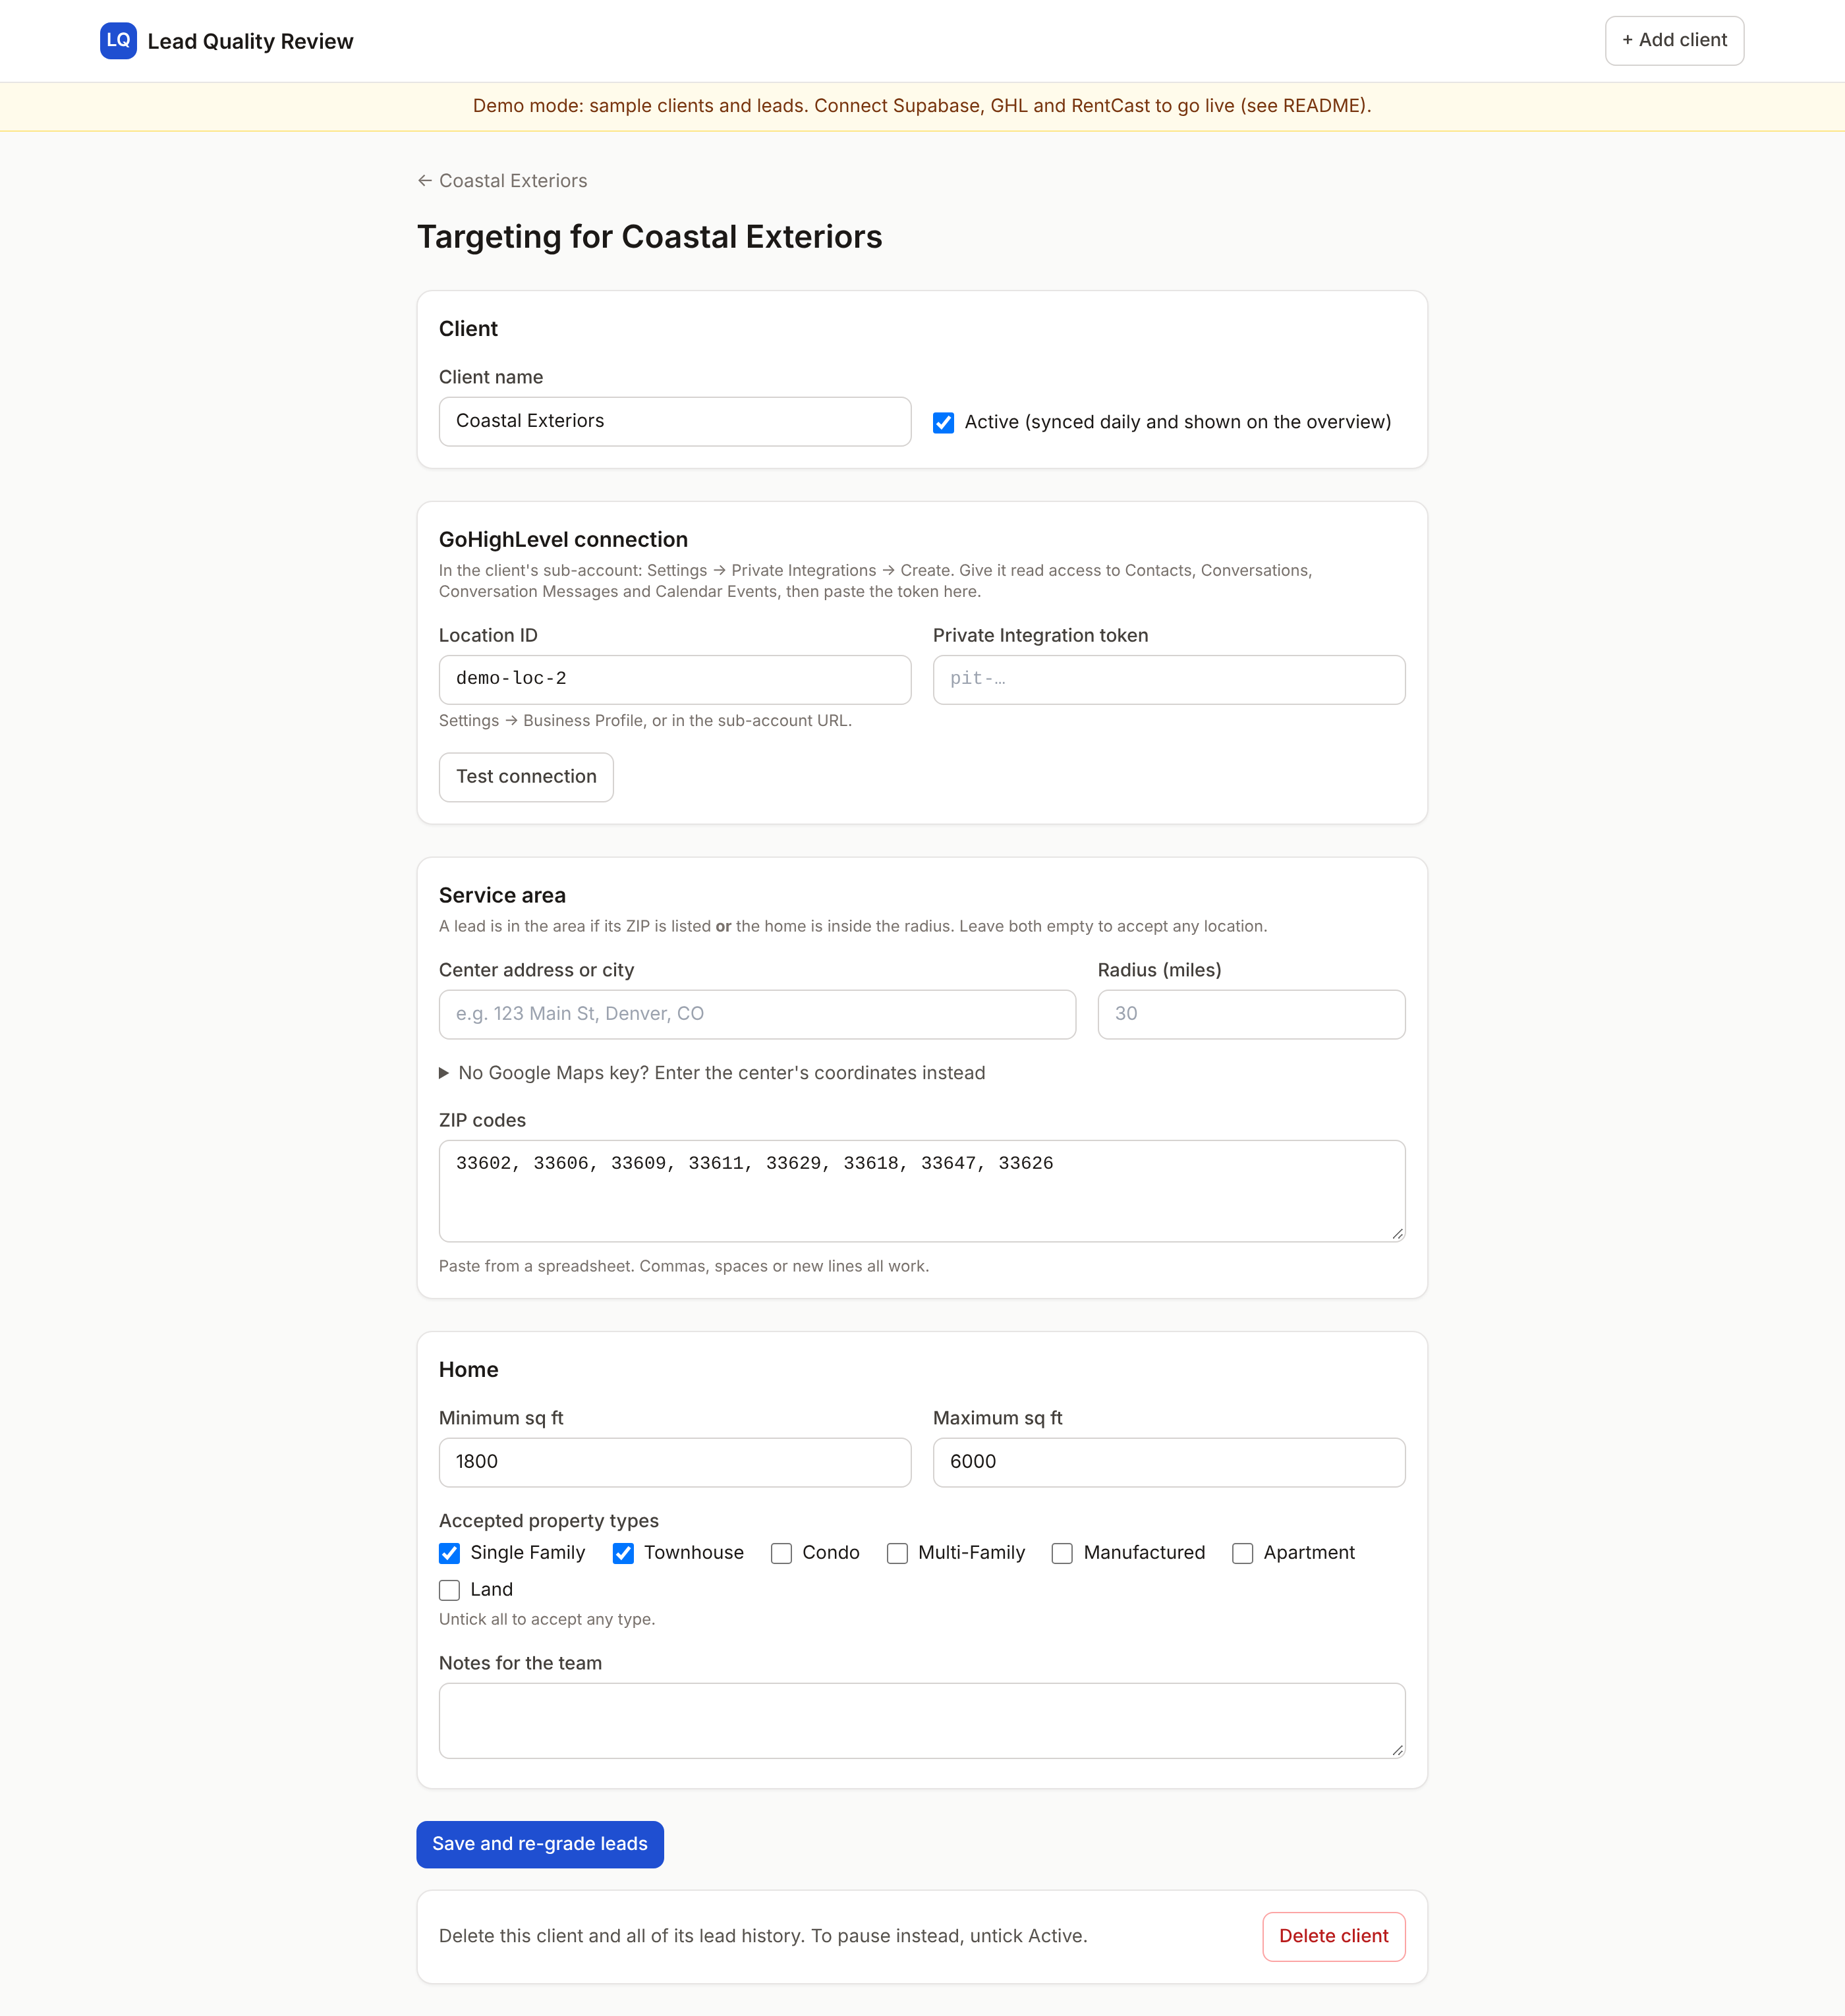 LQ Lead Quality Review
+ Add client
Demo mode: sample clients and leads. Connect Supabase, GHL and RentCast to go live (see README).
← Coastal Exteriors
Targeting for Coastal Exteriors
Client
Client name
Coastal Exteriors
Active (synced daily and shown on the overview)
GoHighLevel connection
In the client's sub-account: Settings → Private Integrations → Create. Give it read access to Contacts, Conversations,
Conversation Messages and Calendar Events, then paste the token here.
Location ID
Private Integration token
demo-loc-2
pit-…
Settings → Business Profile, or in the sub-account URL.
Test connection
Service area
A lead is in the area if its ZIP is listed or the home is inside the radius. Leave both empty to accept any location.
Center address or city
Radius (miles)
e.g. 123 Main St, Denver, CO
30
▶ No Google Maps key? Enter the center's coordinates instead
ZIP codes
33602, 33606, 33609, 33611, 33629, 33618, 33647, 33626
Paste from a spreadsheet. Commas, spaces or new lines all work.
Home
Minimum sq ft
Maximum sq ft
1800
6000
Accepted property types
Single Family Townhouse Condo Multi-Family Manufactured Apartment
Land
Untick all to accept any type.
Notes for the team
Save and re-grade leads
Delete this client and all of its lead history. To pause instead, untick Active.
Delete client